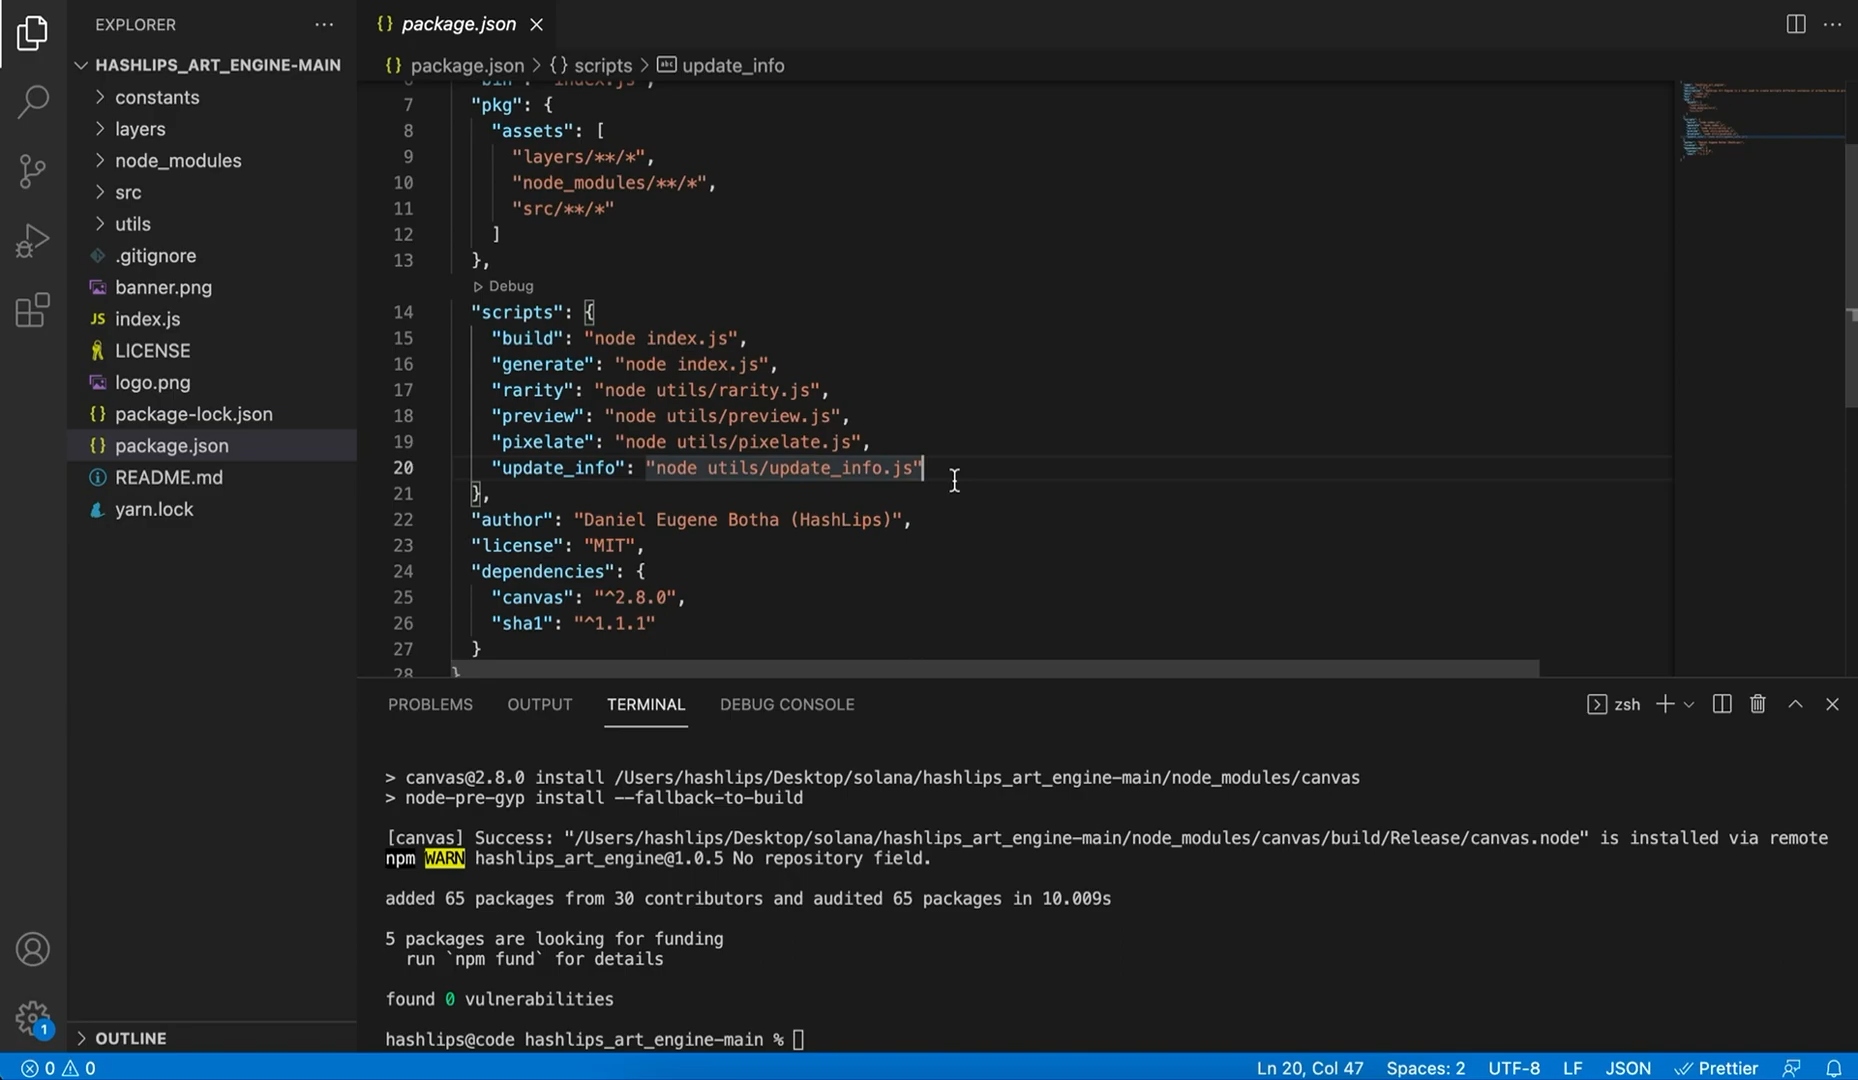 EXPLORER
···
{} package.json
···
HASHLIPS_ART_ENGINE-MAIN
{} package.json > {} scripts > abc update_info
constants
layers
node_modules
src
utils
.gitignore
banner.png
JS index.js
LICENSE
logo.png
{} package-lock.json
{} package.json
README.md
yarn.lock
6 "bin": "index.js",
7 "pkg": {
8 "assets": [
9 "layers/**/*",
10 "node_modules/**/*",
11 "src/**/*"
12 ]
13 },
Debug
14 "scripts": {
15 "build": "node index.js",
16 "generate": "node index.js",
17 "rarity": "node utils/rarity.js",
18 "preview": "node utils/preview.js",
19 "pixelate": "node utils/pixelate.js",
20 "update_info": "node utils/update_info.js"
21 },
22 "author": "Daniel Eugene Botha (HashLips)",
23 "license": "MIT",
24 "dependencies": {
25 "canvas": "^2.8.0",
26 "sha1": "^1.1.1"
27 }
28 }
PROBLEMS OUTPUT TERMINAL DEBUG CONSOLE
zsh
> canvas@2.8.0 install /Users/hashlips/Desktop/solana/hashlips_art_engine-main/node_modules/canvas
> node-pre-gyp install --fallback-to-build
[canvas] Success: "/Users/hashlips/Desktop/solana/hashlips_art_engine-main/node_modules/canvas/build/Release/canvas.node" is installed via remote
npm WARN hashlips_art_engine@1.0.5 No repository field.
added 65 packages from 30 contributors and audited 65 packages in 10.009s
5 packages are looking for funding
run `npm fund` for details
found 0 vulnerabilities
hashlips@code hashlips_art_engine-main %
1
OUTLINE
0 0
Ln 20, Col 47 Spaces: 2 UTF-8 LF JSON Prettier